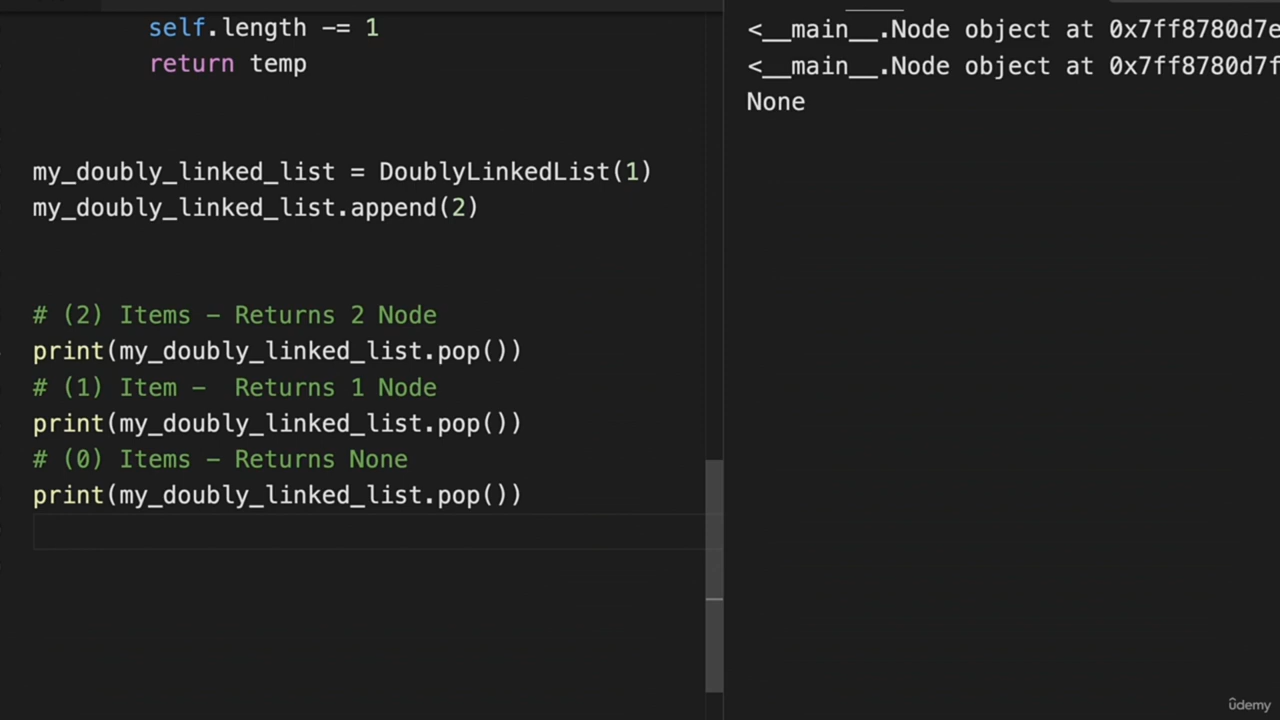 self.length -= 1
return temp
my_doubly_linked_list = DoublyLinkedList(1)
my_doubly_linked_list.append(2)
# (2) Items - Returns 2 Node
print(my_doubly_linked_list.pop())
# (1) Item -  Returns 1 Node
print(my_doubly_linked_list.pop())
# (0) Items - Returns None
print(my_doubly_linked_list.pop())
<__main__.Node object at 0x7ff8780d7e
<__main__.Node object at 0x7ff8780d7f
None
ûdemy